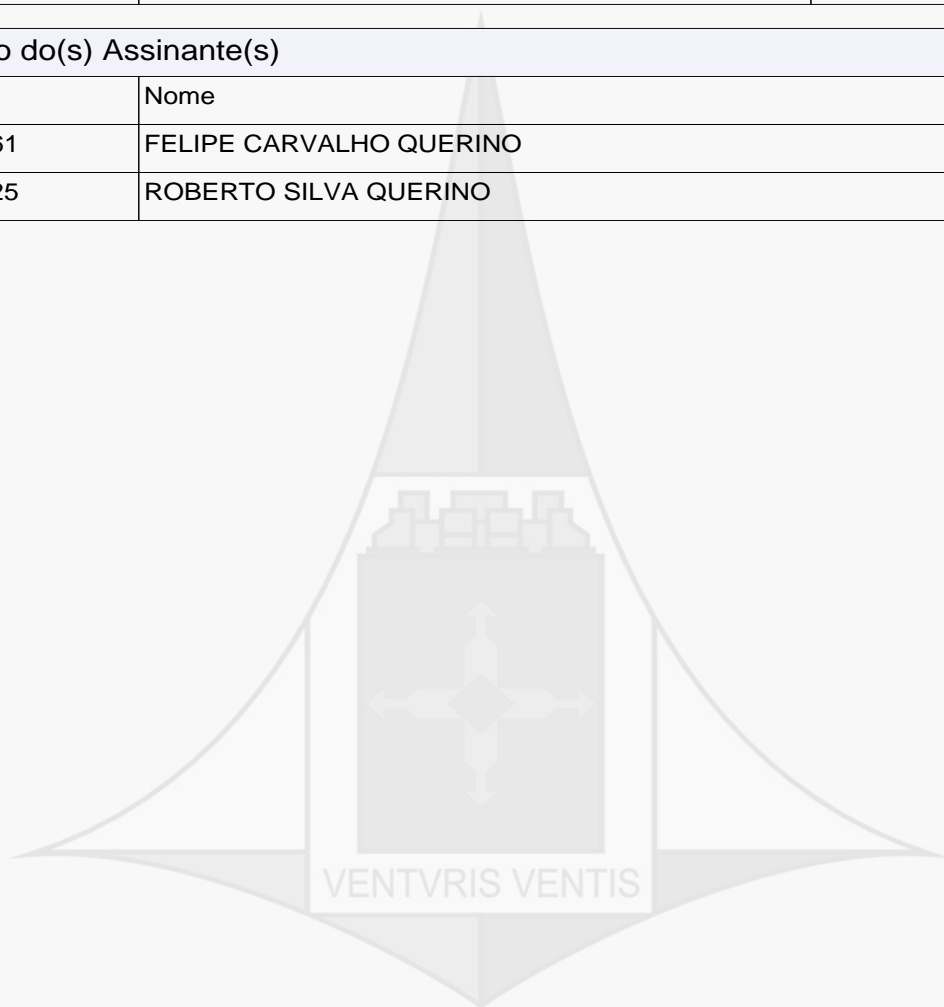 o do(s) Assinante(s)
Nome
61 FELIPE CARVALHO QUERINO
25 ROBERTO SILVA QUERINO
VENTVRIS VENTIS